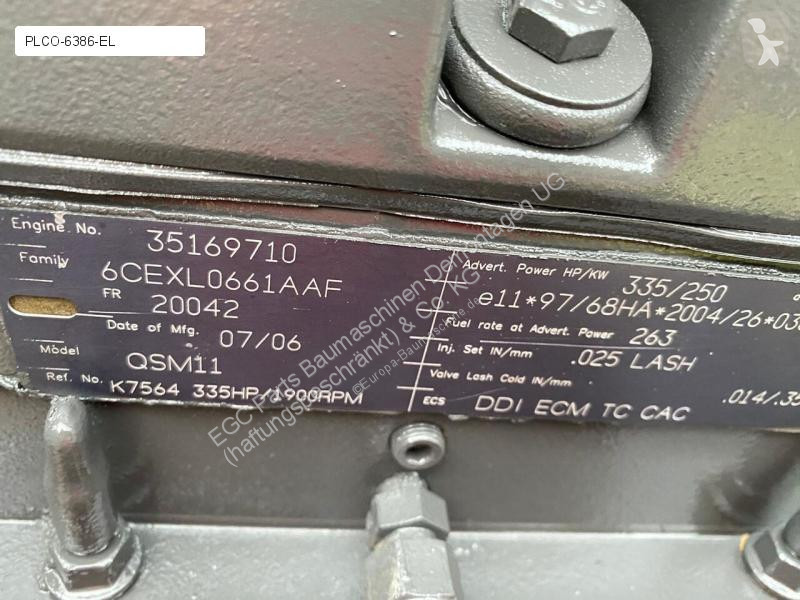 PLCO-6386-EL
Engine No. 35169710
Family 6CEXL0661AAF
FR 20042
Date of Mfg. 07/06
Model QSM11
Ref. No. K7564 335HP/1900RPM
Advert. Power HP/KW 335/250
e11*97/68HA*2004/26*03
Fuel rate at Advert. Power 263
Inj. Set IN/mm .025 LASH
Valve Lash Cold IN/mm .014/.35
ECS DDI ECM TC CAC
EGC Parts Baumaschinen Demontagen UG
(haftungsbeschränkt) & Co. KG